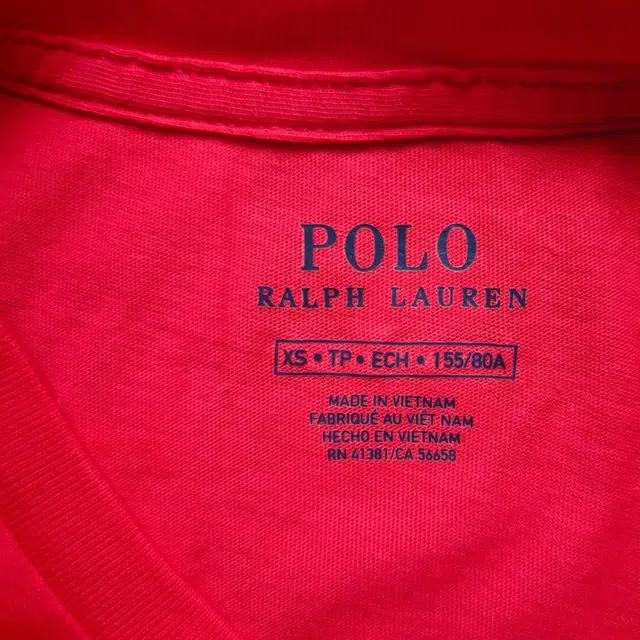 POLO
RALPH LAUREN
XS • TP • ECH • 155/80A
MADE IN VIETNAM
FABRIQUÉ AU VIÊT NAM
HECHO EN VIETNAM
RN 41381/CA 56658